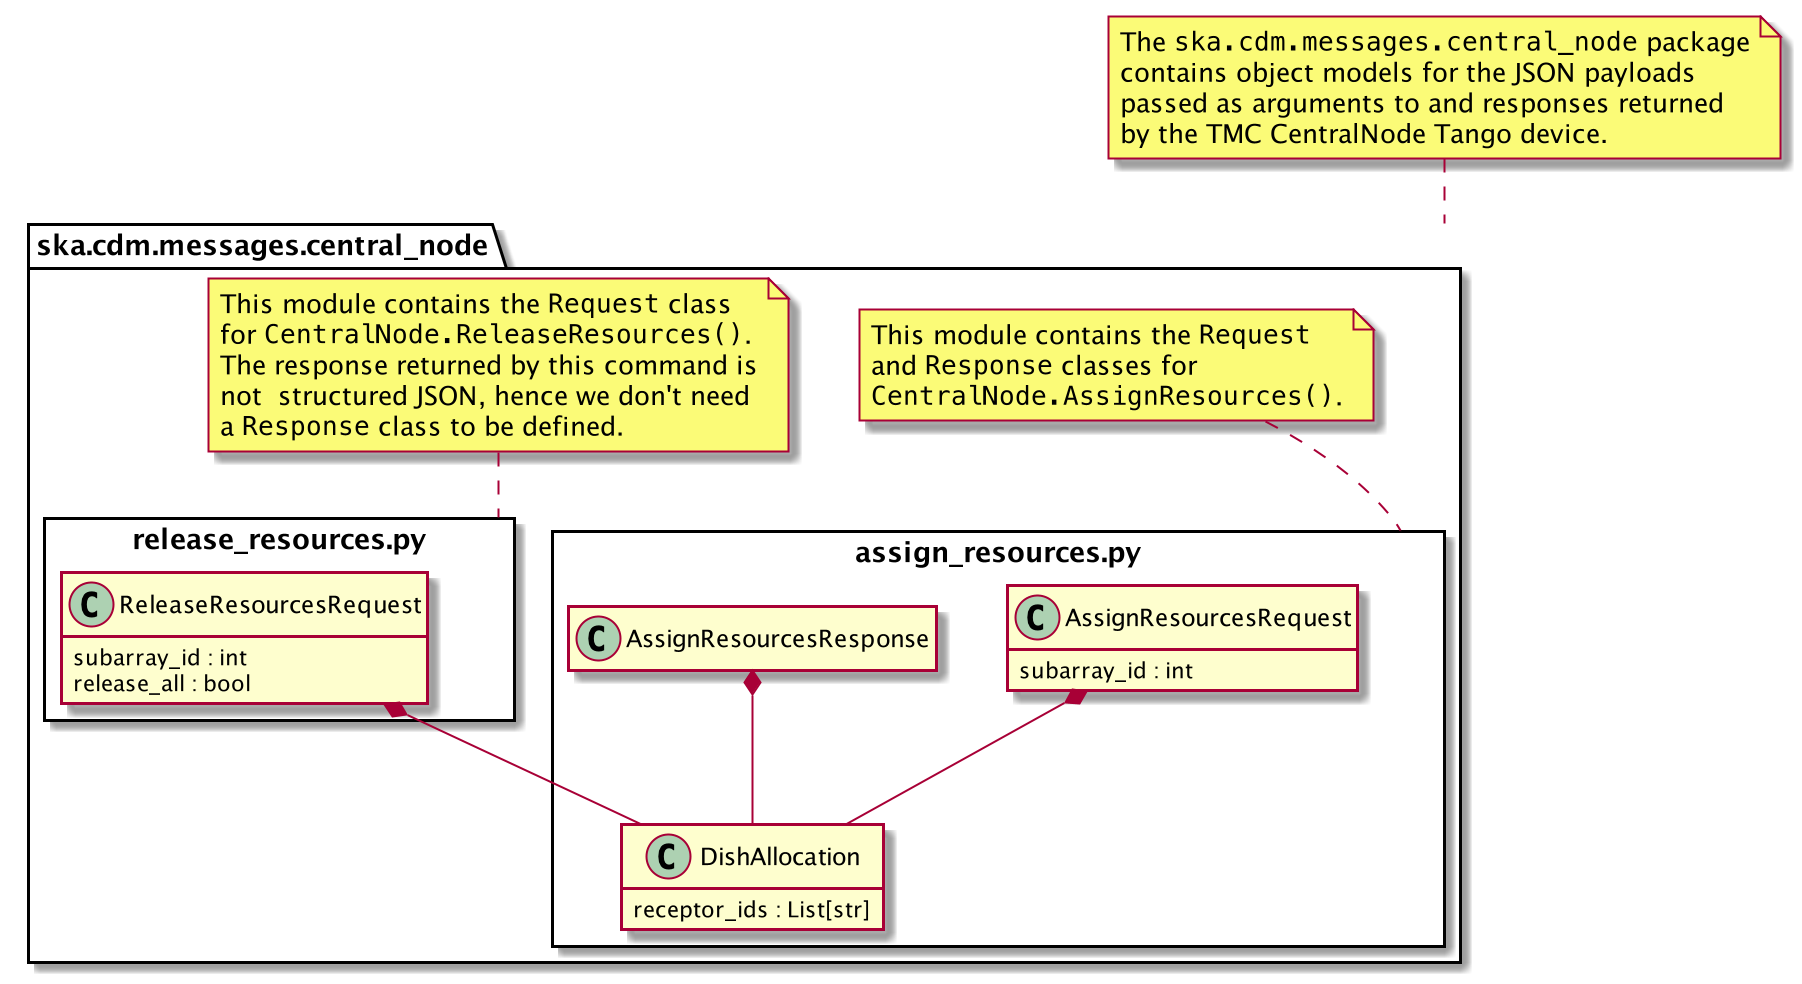 The ska.cdm.messages.central_node package
contains object models for the JSON payloads
passed as arguments to and responses returned
by the TMC CentralNode Tango device.
ska.cdm.messages.central_node
This module contains the Request class
for CentralNode.ReleaseResources().
The response returned by this command is
not  structured JSON, hence we don't need
a Response class to be defined.
This module contains the Request
and Response classes for
CentralNode.AssignResources().
release_resources.py
C ReleaseResourcesRequest
subarray_id : int
release_all : bool
assign_resources.py
C AssignResourcesResponse
C AssignResourcesRequest
subarray_id : int
C DishAllocation
receptor_ids : List[str]